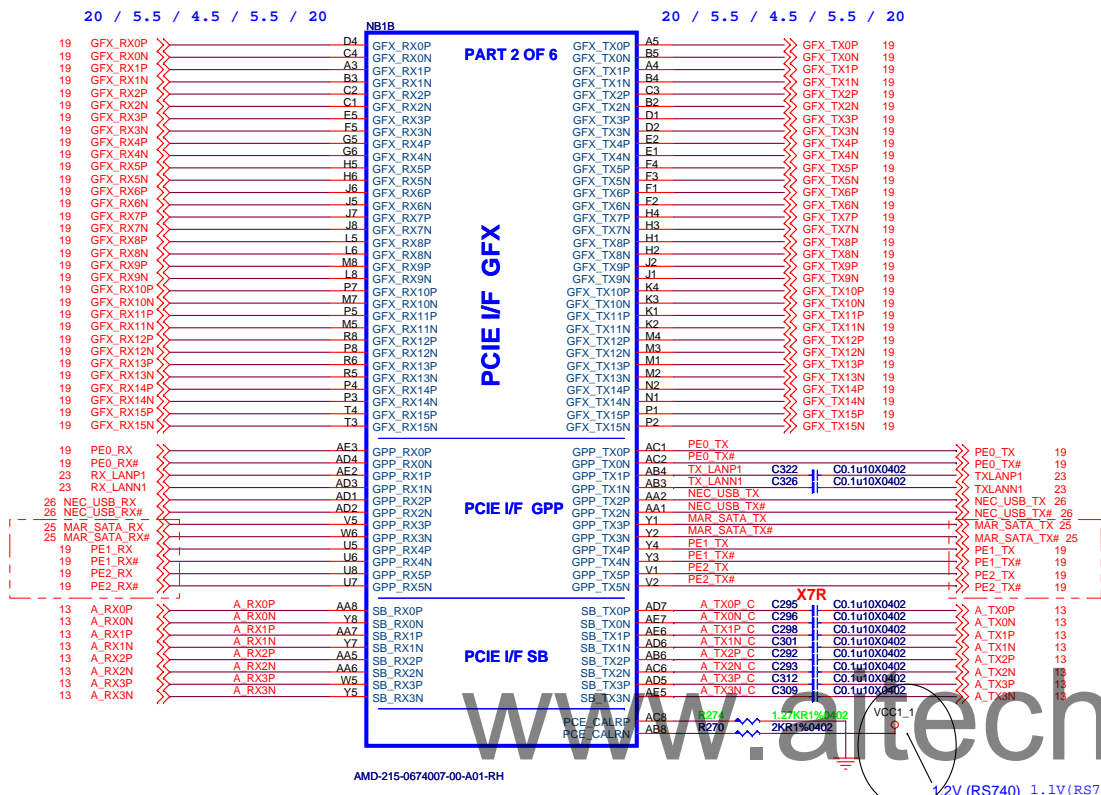 20 / 5.5 / 4.5 / 5.5 / 20 20 / 5.5 / 4.5 / 5.5 / 20
NB1B
PART 2 OF 6
19 GFX_RX0P D4 GFX_RX0P GFX_TX0P A5 GFX_TX0P 19
19 GFX_RX0N C4 GFX_RX0N GFX_TX0N B5 GFX_TX0N 19
19 GFX_RX1P A3 GFX_RX1P GFX_TX1P A4 GFX_TX1P 19
19 GFX_RX1N B3 GFX_RX1N GFX_TX1N B4 GFX_TX1N 19
19 GFX_RX2P C2 GFX_RX2P GFX_TX2P C3 GFX_TX2P 19
19 GFX_RX2N C1 GFX_RX2N GFX_TX2N B2 GFX_TX2N 19
19 GFX_RX3P E5 GFX_RX3P GFX_TX3P D1 GFX_TX3P 19
19 GFX_RX3N F5 GFX_RX3N GFX_TX3N D2 GFX_TX3N 19
19 GFX_RX4P G5 GFX_RX4P GFX_TX4P E2 GFX_TX4P 19
19 GFX_RX4N G6 GFX_RX4N GFX_TX4N E1 GFX_TX4N 19
19 GFX_RX5P H5 GFX_RX5P GFX_TX5P F4 GFX_TX5P 19
19 GFX_RX5N H6 GFX_RX5N GFX_TX5N F3 GFX_TX5N 19
19 GFX_RX6P J6 GFX_RX6P GFX_TX6P F1 GFX_TX6P 19
19 GFX_RX6N J5 GFX_RX6N GFX_TX6N F2 GFX_TX6N 19
19 GFX_RX7P J7 GFX_RX7P GFX_TX7P H4 GFX_TX7P 19
19 GFX_RX7N J8 GFX_RX7N GFX_TX7N H3 GFX_TX7N 19
19 GFX_RX8P L5 GFX_RX8P GFX_TX8P H1 GFX_TX8P 19
19 GFX_RX8N L6 GFX_RX8N GFX_TX8N H2 GFX_TX8N 19
19 GFX_RX9P M8 GFX_RX9P GFX_TX9P J2 GFX_TX9P 19
19 GFX_RX9N L8 GFX_RX9N GFX_TX9N J1 GFX_TX9N 19
19 GFX_RX10P P7 GFX_RX10P GFX_TX10P K4 GFX_TX10P 19
19 GFX_RX10N M7 GFX_RX10N GFX_TX10N K3 GFX_TX10N 19
19 GFX_RX11P P5 GFX_RX11P GFX_TX11P K1 GFX_TX11P 19
19 GFX_RX11N M5 GFX_RX11N GFX_TX11N K2 GFX_TX11N 19
19 GFX_RX12P R8 GFX_RX12P GFX_TX12P M4 GFX_TX12P 19
19 GFX_RX12N P8 GFX_RX12N GFX_TX12N M3 GFX_TX12N 19
19 GFX_RX13P R6 GFX_RX13P GFX_TX13P M1 GFX_TX13P 19
19 GFX_RX13N R5 GFX_RX13N GFX_TX13N M2 GFX_TX13N 19
19 GFX_RX14P P4 GFX_RX14P GFX_TX14P N2 GFX_TX14P 19
19 GFX_RX14N P3 GFX_RX14N GFX_TX14N N1 GFX_TX14N 19
19 GFX_RX15P T4 GFX_RX15P GFX_TX15P P1 GFX_TX15P 19
19 GFX_RX15N T3 GFX_RX15N GFX_TX15N P2 GFX_TX15N 19
PCIE I/F GFX
19 PE0_RX AE3 GPP_RX0P GPP_TX0P AC1 PE0_TX PE0_TX 19
19 PE0_RX# AD4 GPP_RX0N GPP_TX0N AC2 PE0_TX# PE0_TX# 19
23 RX_LANP1 AE2 GPP_RX1P GPP_TX1P AB4 TX_LANP1 C322 C0.1u10X0402 TXLANP1 23
23 RX_LANN1 AD3 GPP_RX1N GPP_TX1N AB3 TX_LANN1 C326 C0.1u10X0402 TXLANN1 23
26 NEC_USB_RX AD1 GPP_RX2P GPP_TX2P AA2 NEC_USB_TX NEC_USB_TX 26
26 NEC_USB_RX# AD2 GPP_RX2N GPP_TX2N AA1 NEC_USB_TX# NEC_USB_TX# 26
PCIE I/F GPP
25 MAR_SATA_RX V5 GPP_RX3P GPP_TX3P Y1 MAR_SATA_TX MAR_SATA_TX 25
25 MAR_SATA_RX# W6 GPP_RX3N GPP_TX3N Y2 MAR_SATA_TX# MAR_SATA_TX# 25
19 PE1_RX U5 GPP_RX4P GPP_TX4P Y4 PE1_TX PE1_TX 19
19 PE1_RX# U6 GPP_RX4N GPP_TX4N Y3 PE1_TX# PE1_TX# 19
19 PE2_RX U8 GPP_RX5P GPP_TX5P V1 PE2_TX PE2_TX 19
19 PE2_RX# U7 GPP_RX5N GPP_TX5N V2 PE2_TX# PE2_TX# 19
X7R
13 A_RX0P A_RX0P AA8 SB_RX0P SB_TX0P AD7 A_TX0P_C C295 C0.1u10X0402 A_TX0P 13
13 A_RX0N A_RX0N Y8 SB_RX0N SB_TX0N AE7 A_TX0N_C C296 C0.1u10X0402 A_TX0N 13
13 A_RX1P A_RX1P AA7 SB_RX1P SB_TX1P AE6 A_TX1P_C C298 C0.1u10X0402 A_TX1P 13
13 A_RX1N A_RX1N Y7 SB_RX1N SB_TX1N AD6 A_TX1N_C C301 C0.1u10X0402 A_TX1N 13
PCIE I/F SB
13 A_RX2P A_RX2P AA5 SB_RX2P SB_TX2P AB6 A_TX2P_C C292 C0.1u10X0402 A_TX2P 13
13 A_RX2N A_RX2N AA6 SB_RX2N SB_TX2N AC6 A_TX2N_C C293 C0.1u10X0402 A_TX2N 13
13 A_RX3P A_RX3P W5 SB_RX3P SB_TX3P AD5 A_TX3P_C C312 C0.1u10X0402 A_TX3P 13
13 A_RX3N A_RX3N Y5 SB_RX3N SB_TX3N AE5 A_TX3N_C C309 C0.1u10X0402 A_TX3N 13
PCE_CALRP AC8 R274 1.27KR1%0402 VCC1_1
PCE_CALRN AB8 R270 2KR1%0402
www.aitech
AMD-215-0674007-00-A01-RH
1.2V (RS740) 1.1V(RS7